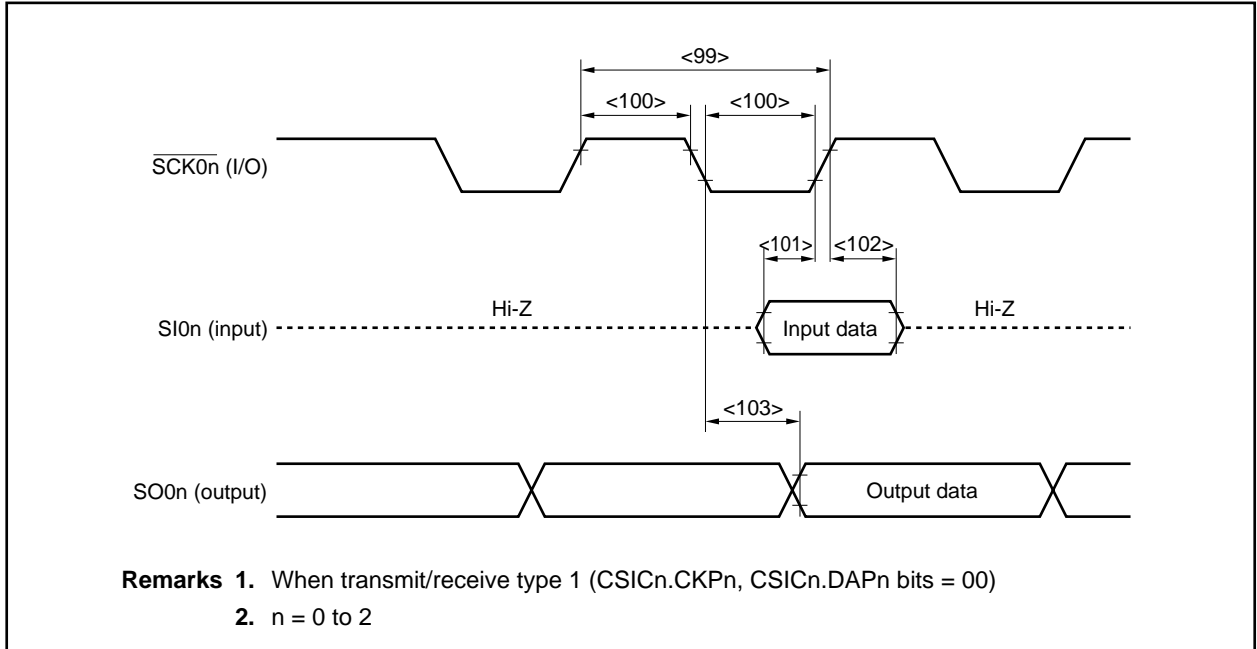 <99>
<100> <100>
SCK0n (I/O)
<101> <102>
Hi-Z Hi-Z
SI0n (input) Input data
<103>
SO0n (output) Output data
Remarks 1. When transmit/receive type 1 (CSICn.CKPn, CSICn.DAPn bits = 00)
2. n = 0 to 2